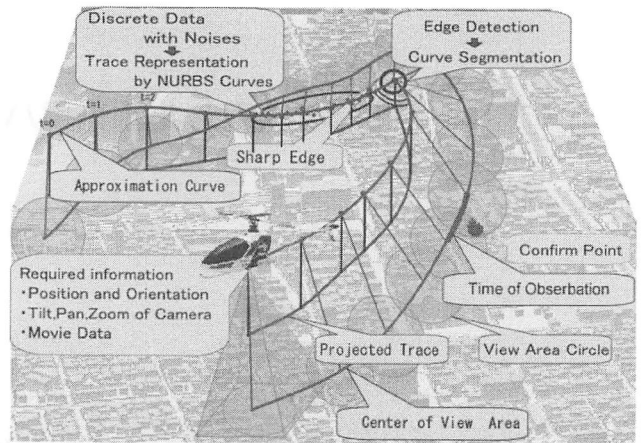 Discrete Data
with Noises
Trace Representation
by NURBS Curves
Edge Detection
Curve Segmentation
t=0
t=1
t=2
Sharp Edge
Approximation Curve
Required information
・Position and Orientation
・Tilt,Pan,Zoom of Camera
・Movie Data
Confirm Point
Time of Obserbation
Projected Trace
View Area Circle
Center of View Area